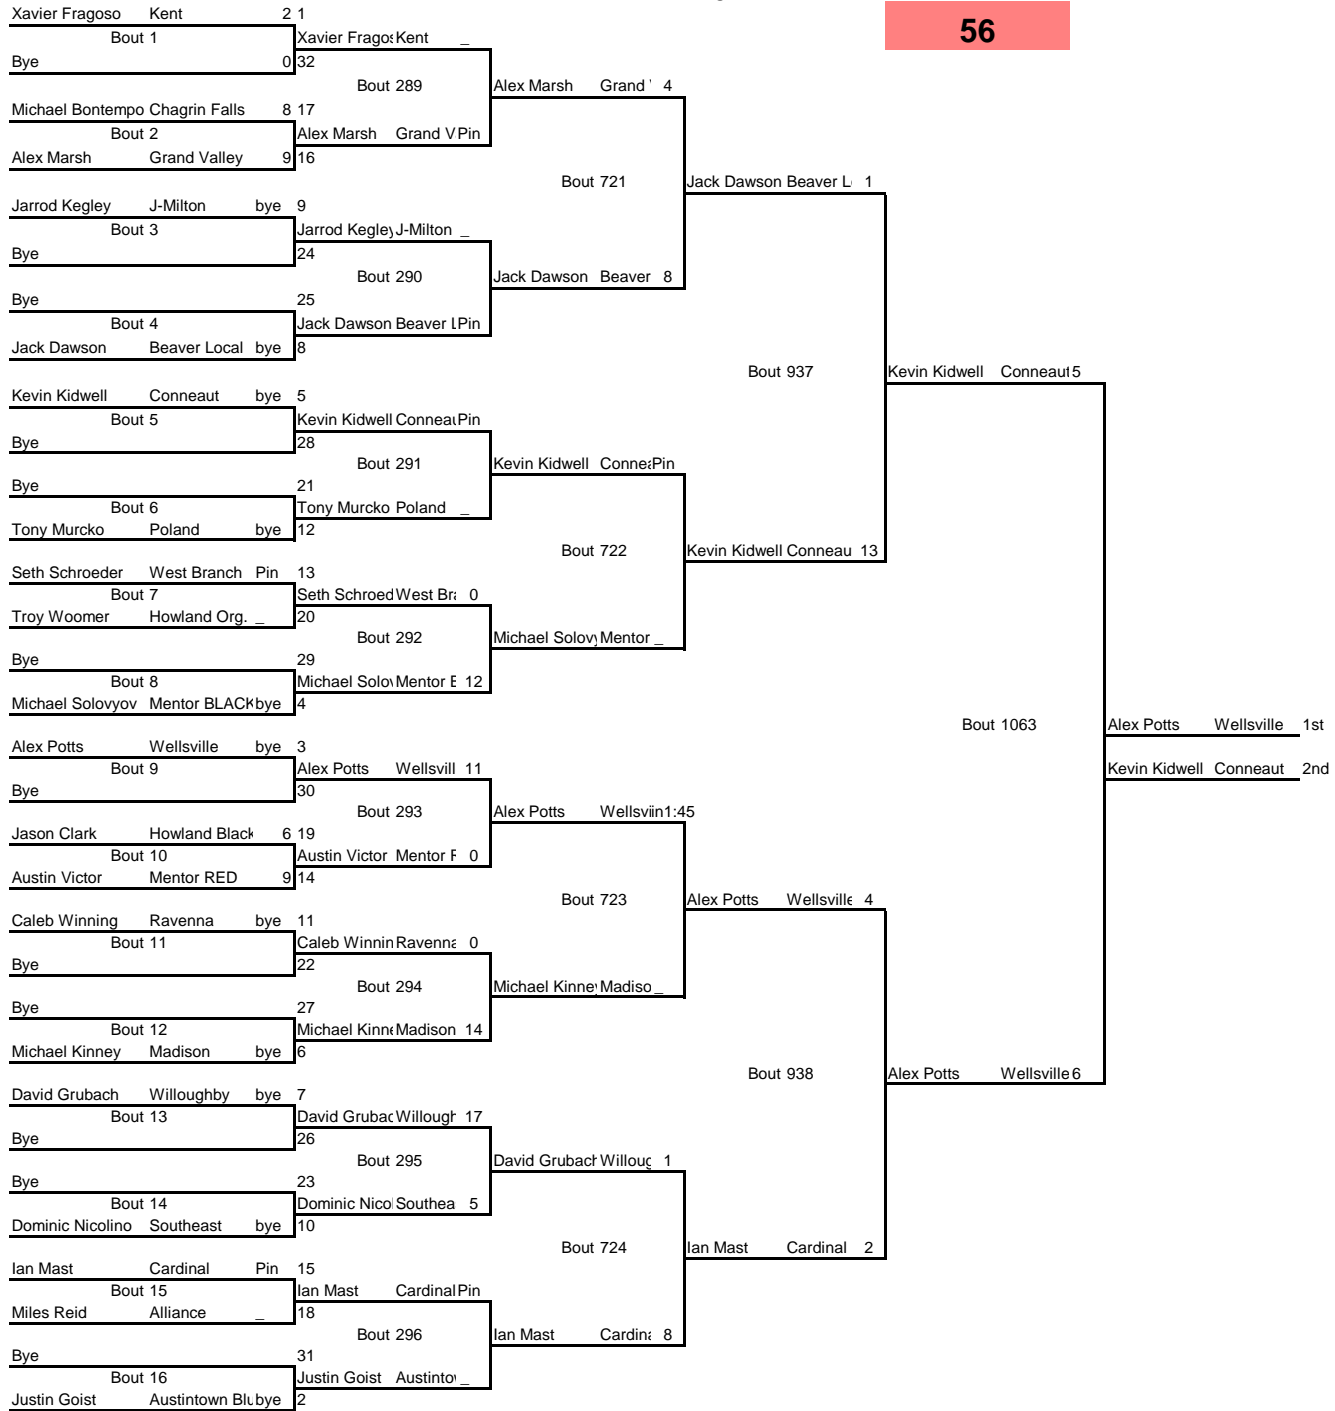 56
Xavier Fragoso Kent 2 1
Bout 1
Xavier Fragos Kent _
Bye 0 32
Bout 289
Alex Marsh Grand ' 4
Michael Bontempo Chagrin Falls 8 17
Bout 2
Alex Marsh Grand V Pin
Alex Marsh Grand Valley 9 16
Bout 721
Jack Dawson Beaver L 1
Jarrod Kegley J-Milton bye 9
Bout 3
Jarrod Kegley J-Milton _
Bye 24
Bout 290
Jack Dawson Beaver 8
Bye 25
Bout 4
Jack Dawson Beaver L Pin
Jack Dawson Beaver Local bye 8
Bout 937
Kevin Kidwell Conneaut 5
Kevin Kidwell Conneaut bye 5
Bout 5
Kevin Kidwell Conneau Pin
Bye 28
Bout 291
Kevin Kidwell Connea Pin
Bye 21
Bout 6
Tony Murcko Poland _
Tony Murcko Poland bye 12
Bout 722
Kevin Kidwell Conneau 13
Seth Schroeder West Branch Pin 13
Bout 7
Seth Schroed West Bra 0
Troy Woomer Howland Org. _ 20
Bout 292
Michael Solovy Mentor _
Bye 29
Bout 8
Michael Solov Mentor B 12
Michael Solovyov Mentor BLACK bye 4
Bout 1063
Alex Potts Wellsville 1st
Kevin Kidwell Conneaut 2nd
Alex Potts Wellsville bye 3
Bout 9
Alex Potts Wellsvill 11
Bye 30
Bout 293
Alex Potts Wellsviin1:45
Jason Clark Howland Black 6 19
Bout 10
Austin Victor Mentor R 0
Austin Victor Mentor RED 9 14
Bout 723
Alex Potts Wellsville 4
Caleb Winning Ravenna bye 11
Bout 11
Caleb Winnin Ravenna 0
Bye 22
Bout 294
Michael Kinney Madiso _
Bye 27
Bout 12
Michael Kinne Madison 14
Michael Kinney Madison bye 6
Bout 938
Alex Potts Wellsville 6
David Grubach Willoughby bye 7
Bout 13
David Grubac Willough 17
Bye 26
Bout 295
David Grubach Willoug 1
Bye 23
Bout 14
Dominic Nicol Southea 5
Dominic Nicolino Southeast bye 10
Bout 724
Ian Mast Cardinal 2
Ian Mast Cardinal Pin 15
Bout 15
Ian Mast Cardinal Pin
Miles Reid Alliance _ 18
Bout 296
Ian Mast Cardina 8
Bye 31
Bout 16
Justin Goist Austintow _
Justin Goist Austintown Blu bye 2